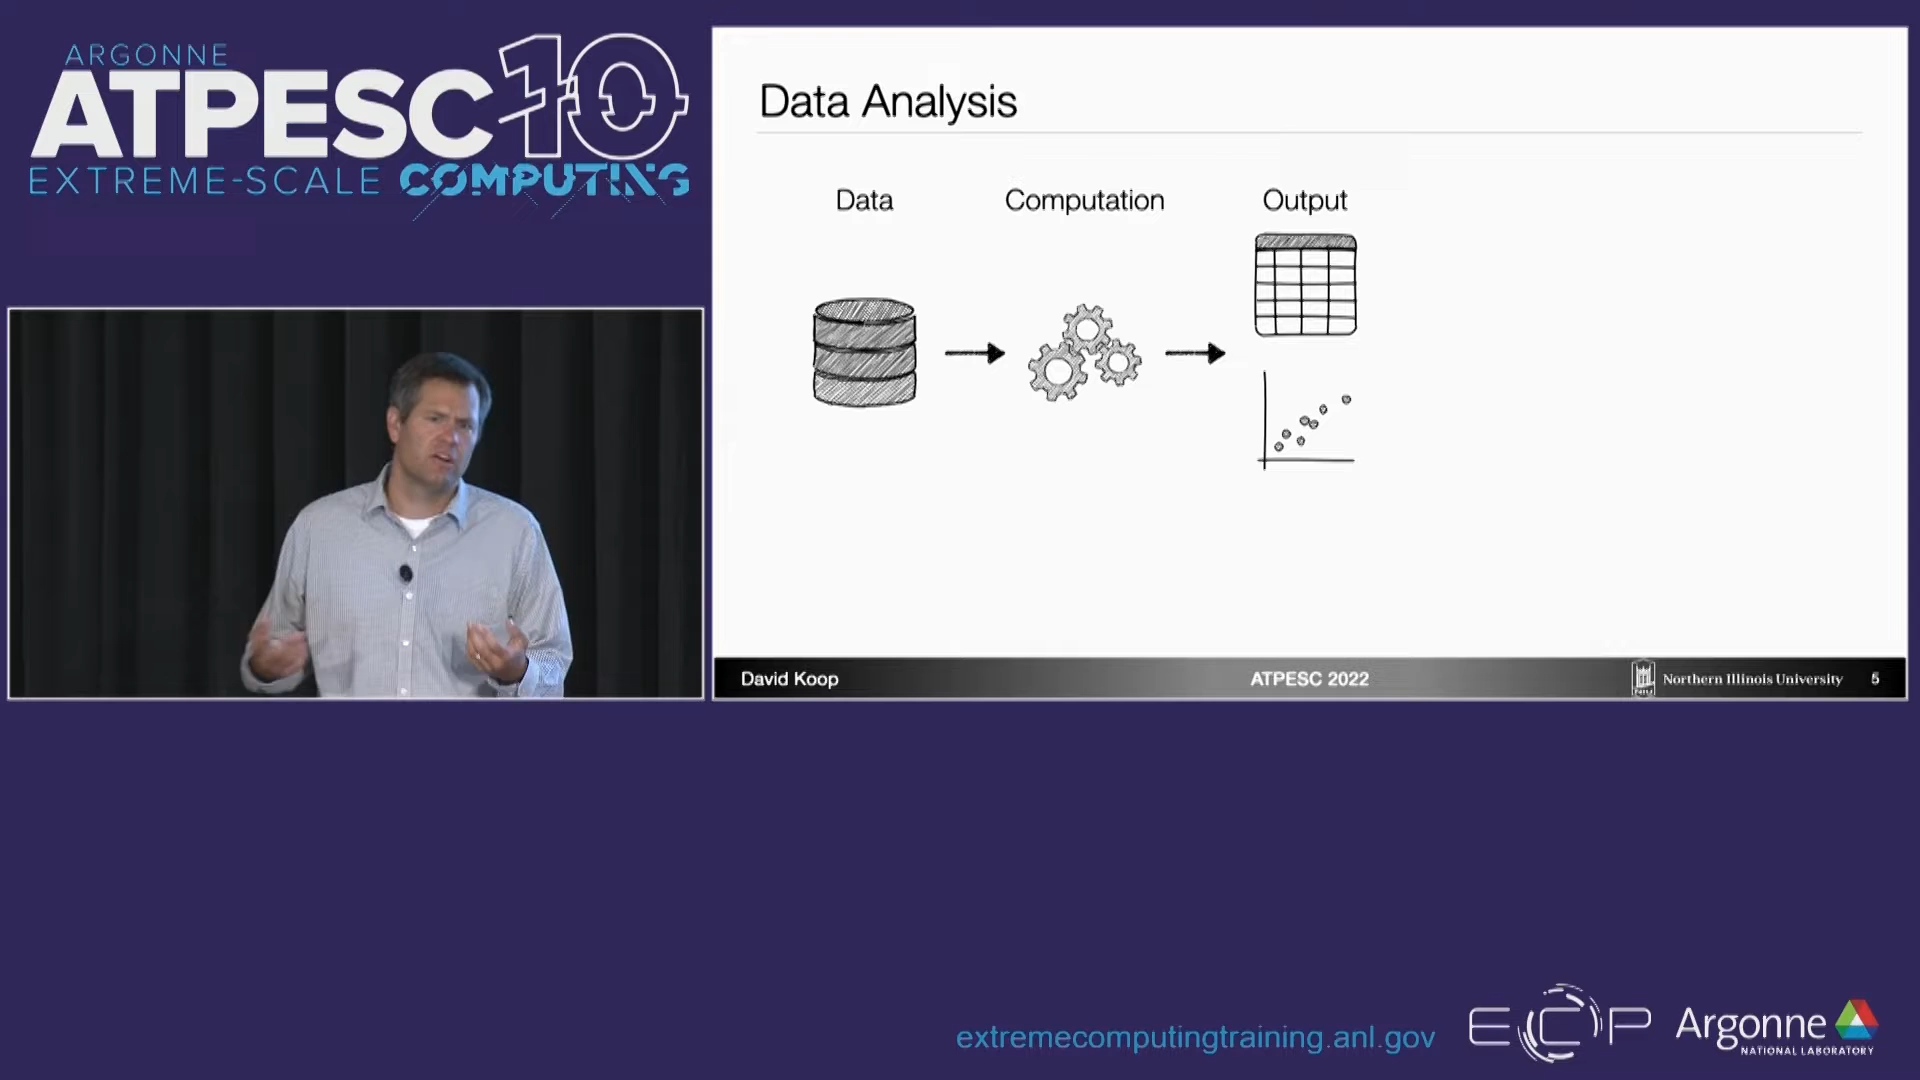 ARGONNE
ATPESC10
EXTREME-SCALE COMPUTING
Data Analysis
Data
Computation
Output
David Koop
ATPESC 2022
Northern Illinois University
5
extremecomputingtraining.anl.gov
ECP
Argonne
NATIONAL LABORATORY